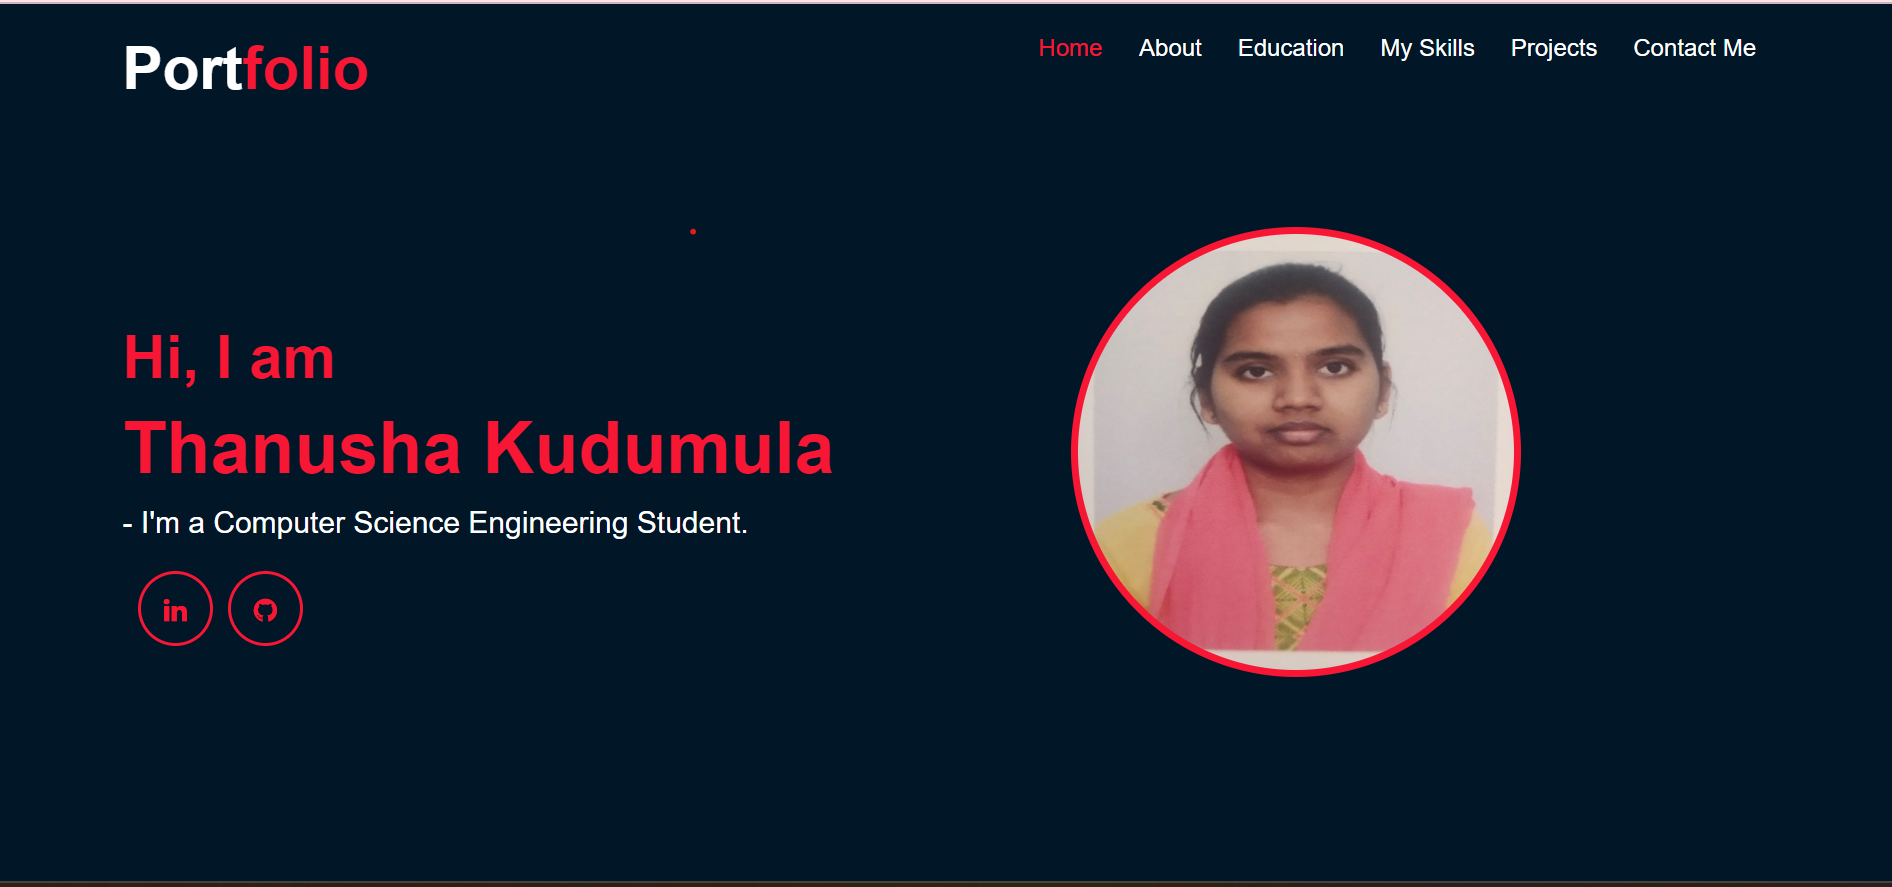 Portfolio
Home About Education My Skills Projects Contact Me
Hi, I am
Thanusha Kudumula
- I'm a Computer Science Engineering Student.
in